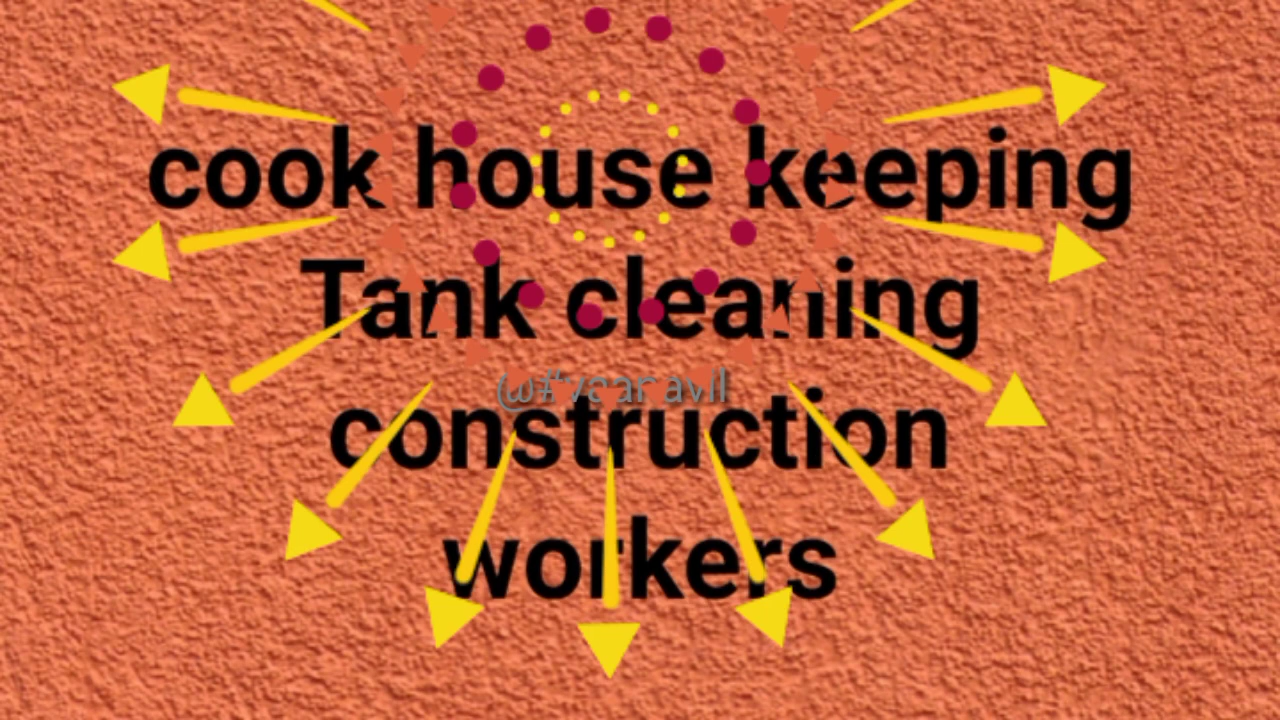 cook house keeping
Tank cleaning
construction
workers